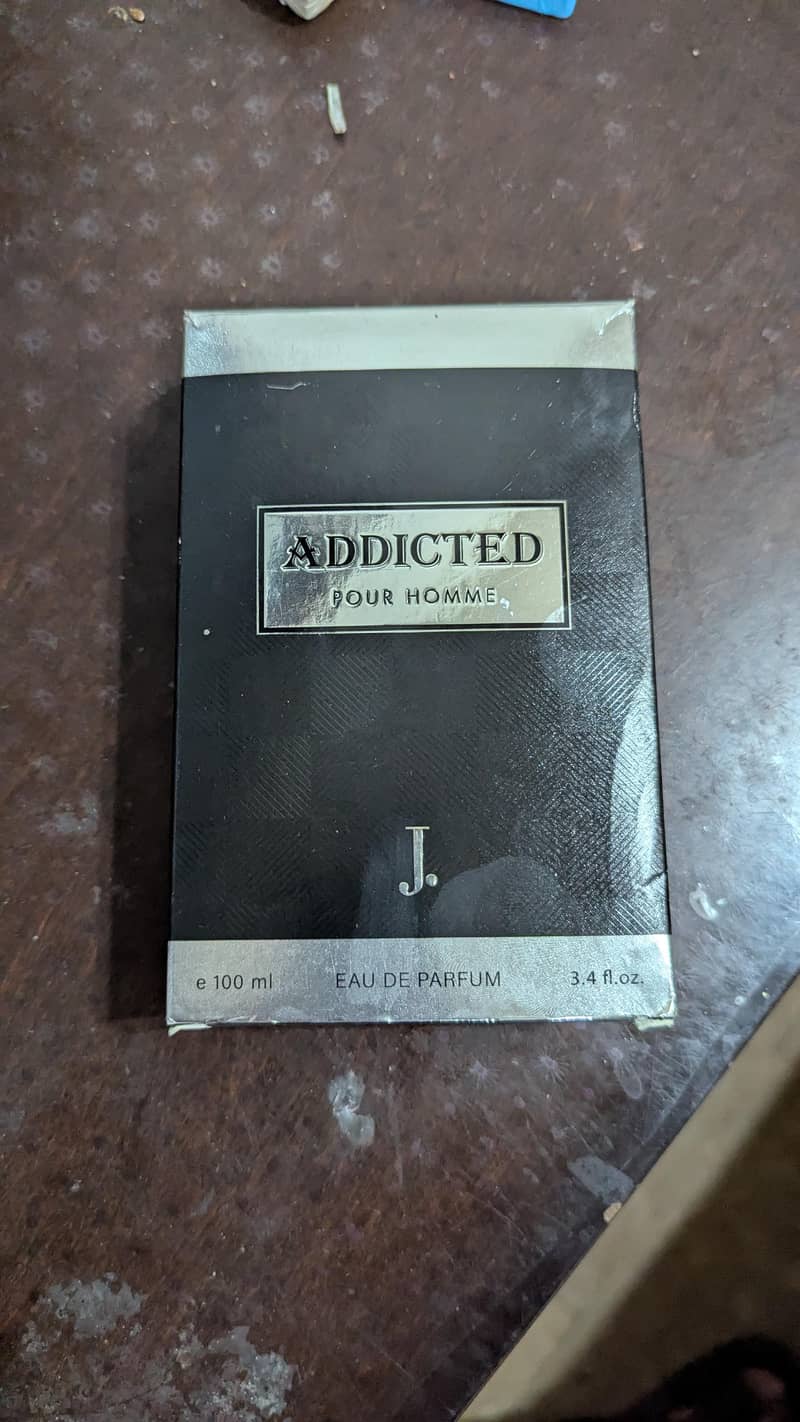 ADDICTED
POUR HOMME
J.
e 100 ml EAU DE PARFUM 3.4 fl.oz.